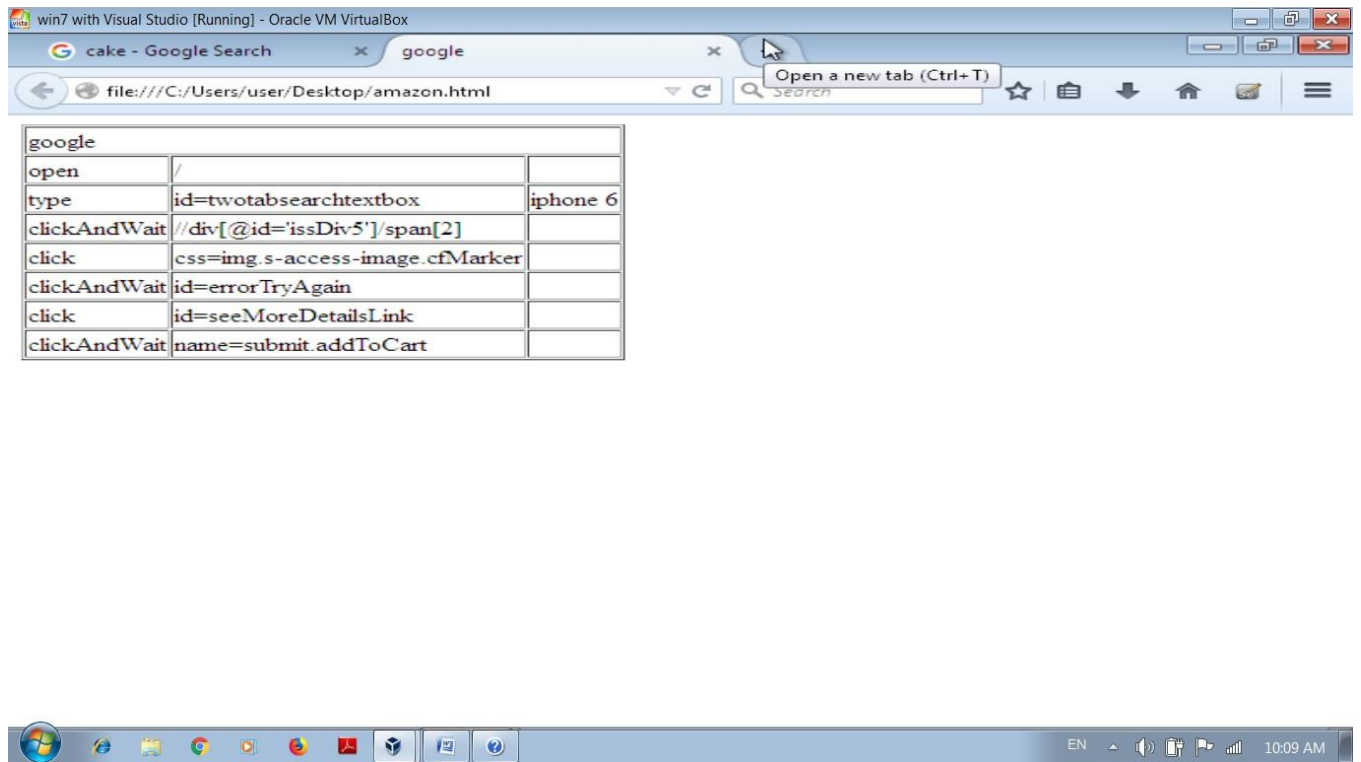 win7 with Visual Studio [Running] - Oracle VM VirtualBox
cake - Google Search
google
Open a new tab (Ctrl+T)
file:///C:/Users/user/Desktop/amazon.html
Search
google
open /
type id=twotabsearchtextbox iphone 6
clickAndWait //div[@id='issDiv5']/span[2]
click css=img.s-access-image.cfMarker
clickAndWait id=errorTryAgain
click id=seeMoreDetailsLink
clickAndWait name=submit.addToCart
EN 10:09 AM